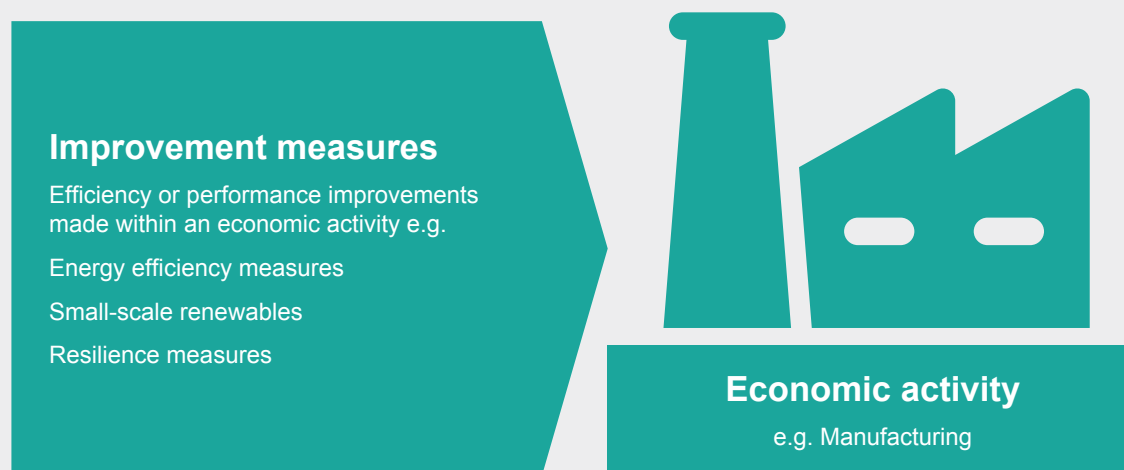 Improvement measures
Efficiency or performance improvements
made within an economic activity e.g.
Energy efficiency measures
Small-scale renewables
Resilience measures
Economic activity
e.g. Manufacturing